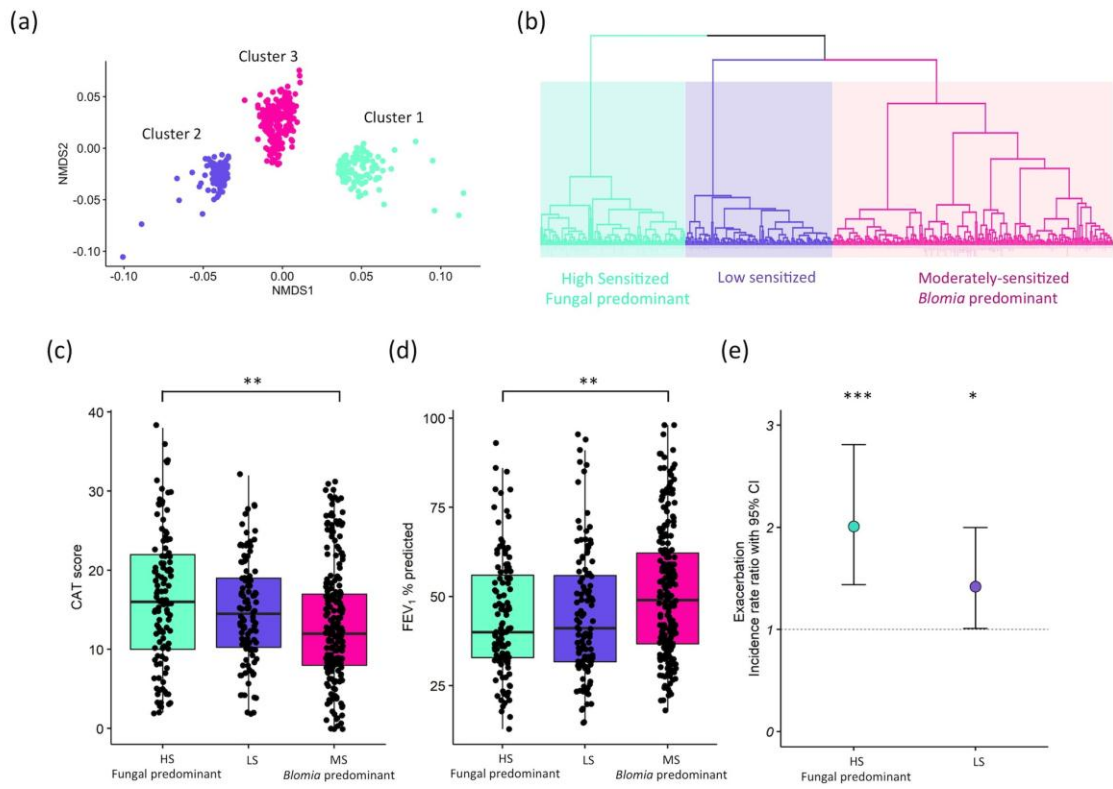 (a)
Cluster 3
Cluster 1
Cluster 2
0.05
0.00
-0.05
-0.10
NMDS2
-0.10
-0.05
0.00
0.05
0.10
NMDS1
(b)
High Sensitized
Fungal predominant
Low sensitized
Moderately-sensitized
Blomia predominant
(c)
**
40
30
20
10
0
CAT score
HS
Fungal predominant
LS
MS
Blomia predominant
(d)
**
100
75
50
25
FEV₁ % predicted
HS
Fungal predominant
LS
MS
Blomia predominant
(e)
***
*
3
2
1
0
Exacerbation
Incidence rate ratio with 95% CI
HS
Fungal predominant
LS